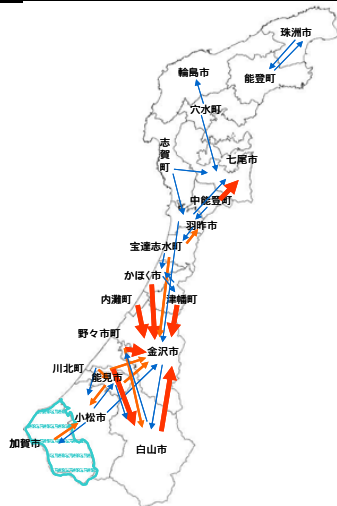 珠洲市
輪島市
能登町
穴水町
志
賀
町
七尾市
中能登町
羽咋市
宝達志水町
かほく市
内灘町
津幡町
野々市町
金沢市
川北町
能見市
小松市
加賀市
白山市